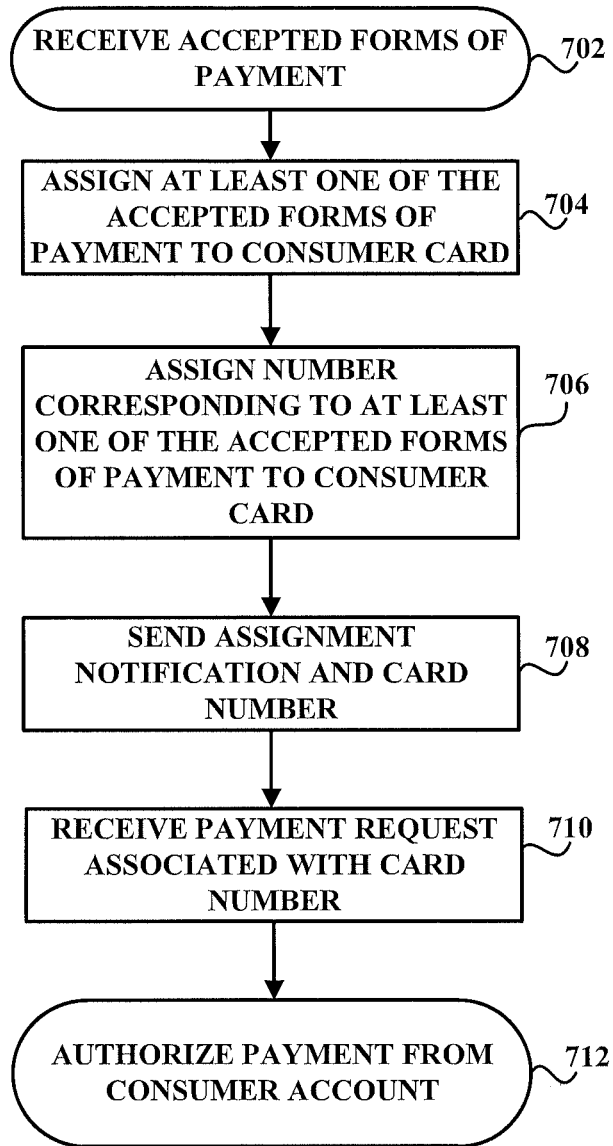 RECEIVE ACCEPTED FORMS OF
PAYMENT
702
ASSIGN AT LEAST ONE OF THE
ACCEPTED FORMS OF
PAYMENT TO CONSUMER CARD
704
ASSIGN NUMBER
CORRESPONDING TO AT LEAST
ONE OF THE ACCEPTED FORMS
OF PAYMENT TO CONSUMER
CARD
706
SEND ASSIGNMENT
NOTIFICATION AND CARD
NUMBER
708
RECEIVE PAYMENT REQUEST
ASSOCIATED WITH CARD
NUMBER
710
AUTHORIZE PAYMENT FROM
CONSUMER ACCOUNT
712